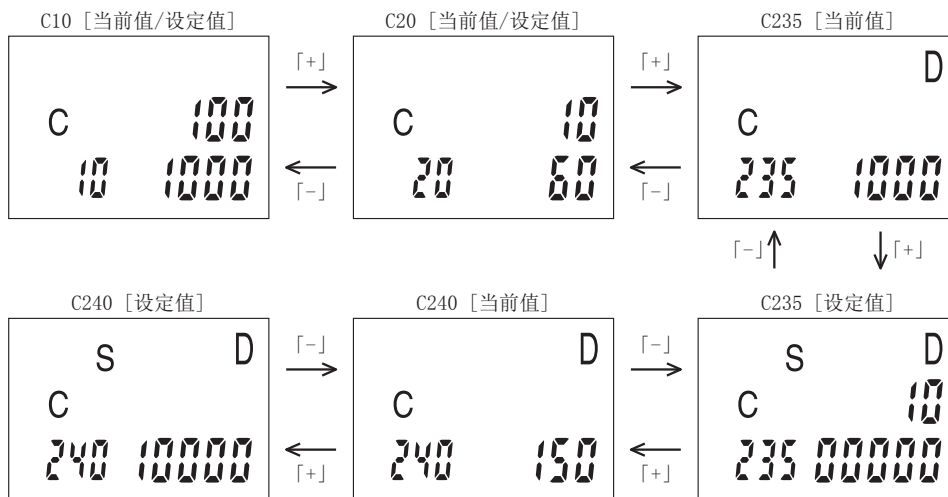 C10 [当前值/设定值]
C20 [当前值/设定值]
C235 [当前值]
C
100
10
1000
「+」
「-」
C
10
20
60
「+」
「-」
D
C
235
1000
「-」
「+」
C240 [设定值]
C240 [当前值]
C235 [设定值]
S
D
C
240
10000
「-」
「+」
D
C
240
150
「-」
「+」
S
D
C
10
235
00000